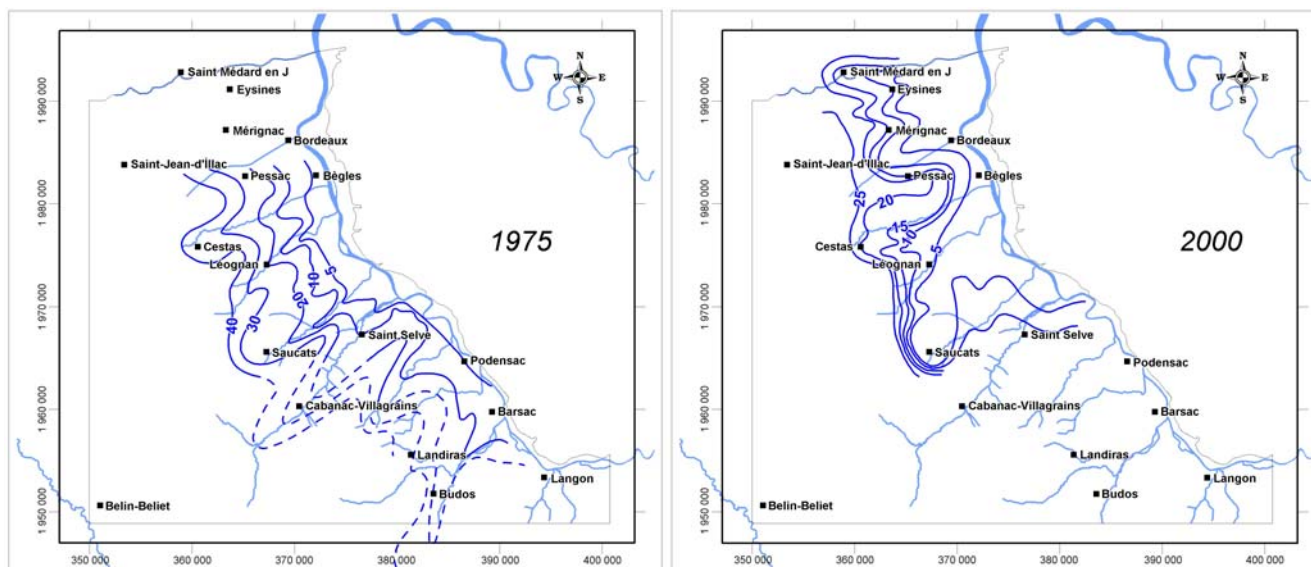 N
W E
S
Saint Médard en J
Eysines
1 990 000
Mérignac
Bordeaux
Saint-Jean-d'Illac
Pessac
Bègles
1 980 000
1975
Cestas
Léognan
5
10
20
30
40
1 970 000
Saint Selve
Saucats
Podensac
1 960 000
Cabanac-Villagrains
Barsac
Landiras
Langon
Budos
Belin-Beliet
1 950 000
350 000 360 000 370 000 380 000 390 000 400 000
N
W E
S
Saint Médard en J
Eysines
1 990 000
Mérignac
Bordeaux
Saint-Jean-d'Illac
Pessac
Bègles
25
20
1 980 000
15
10
5
2000
Cestas
Léognan
1 970 000
Saint Selve
Saucats
Podensac
1 960 000
Cabanac-Villagrains
Barsac
Landiras
Langon
Budos
Belin-Beliet
1 950 000
350 000 360 000 370 000 380 000 390 000 400 000